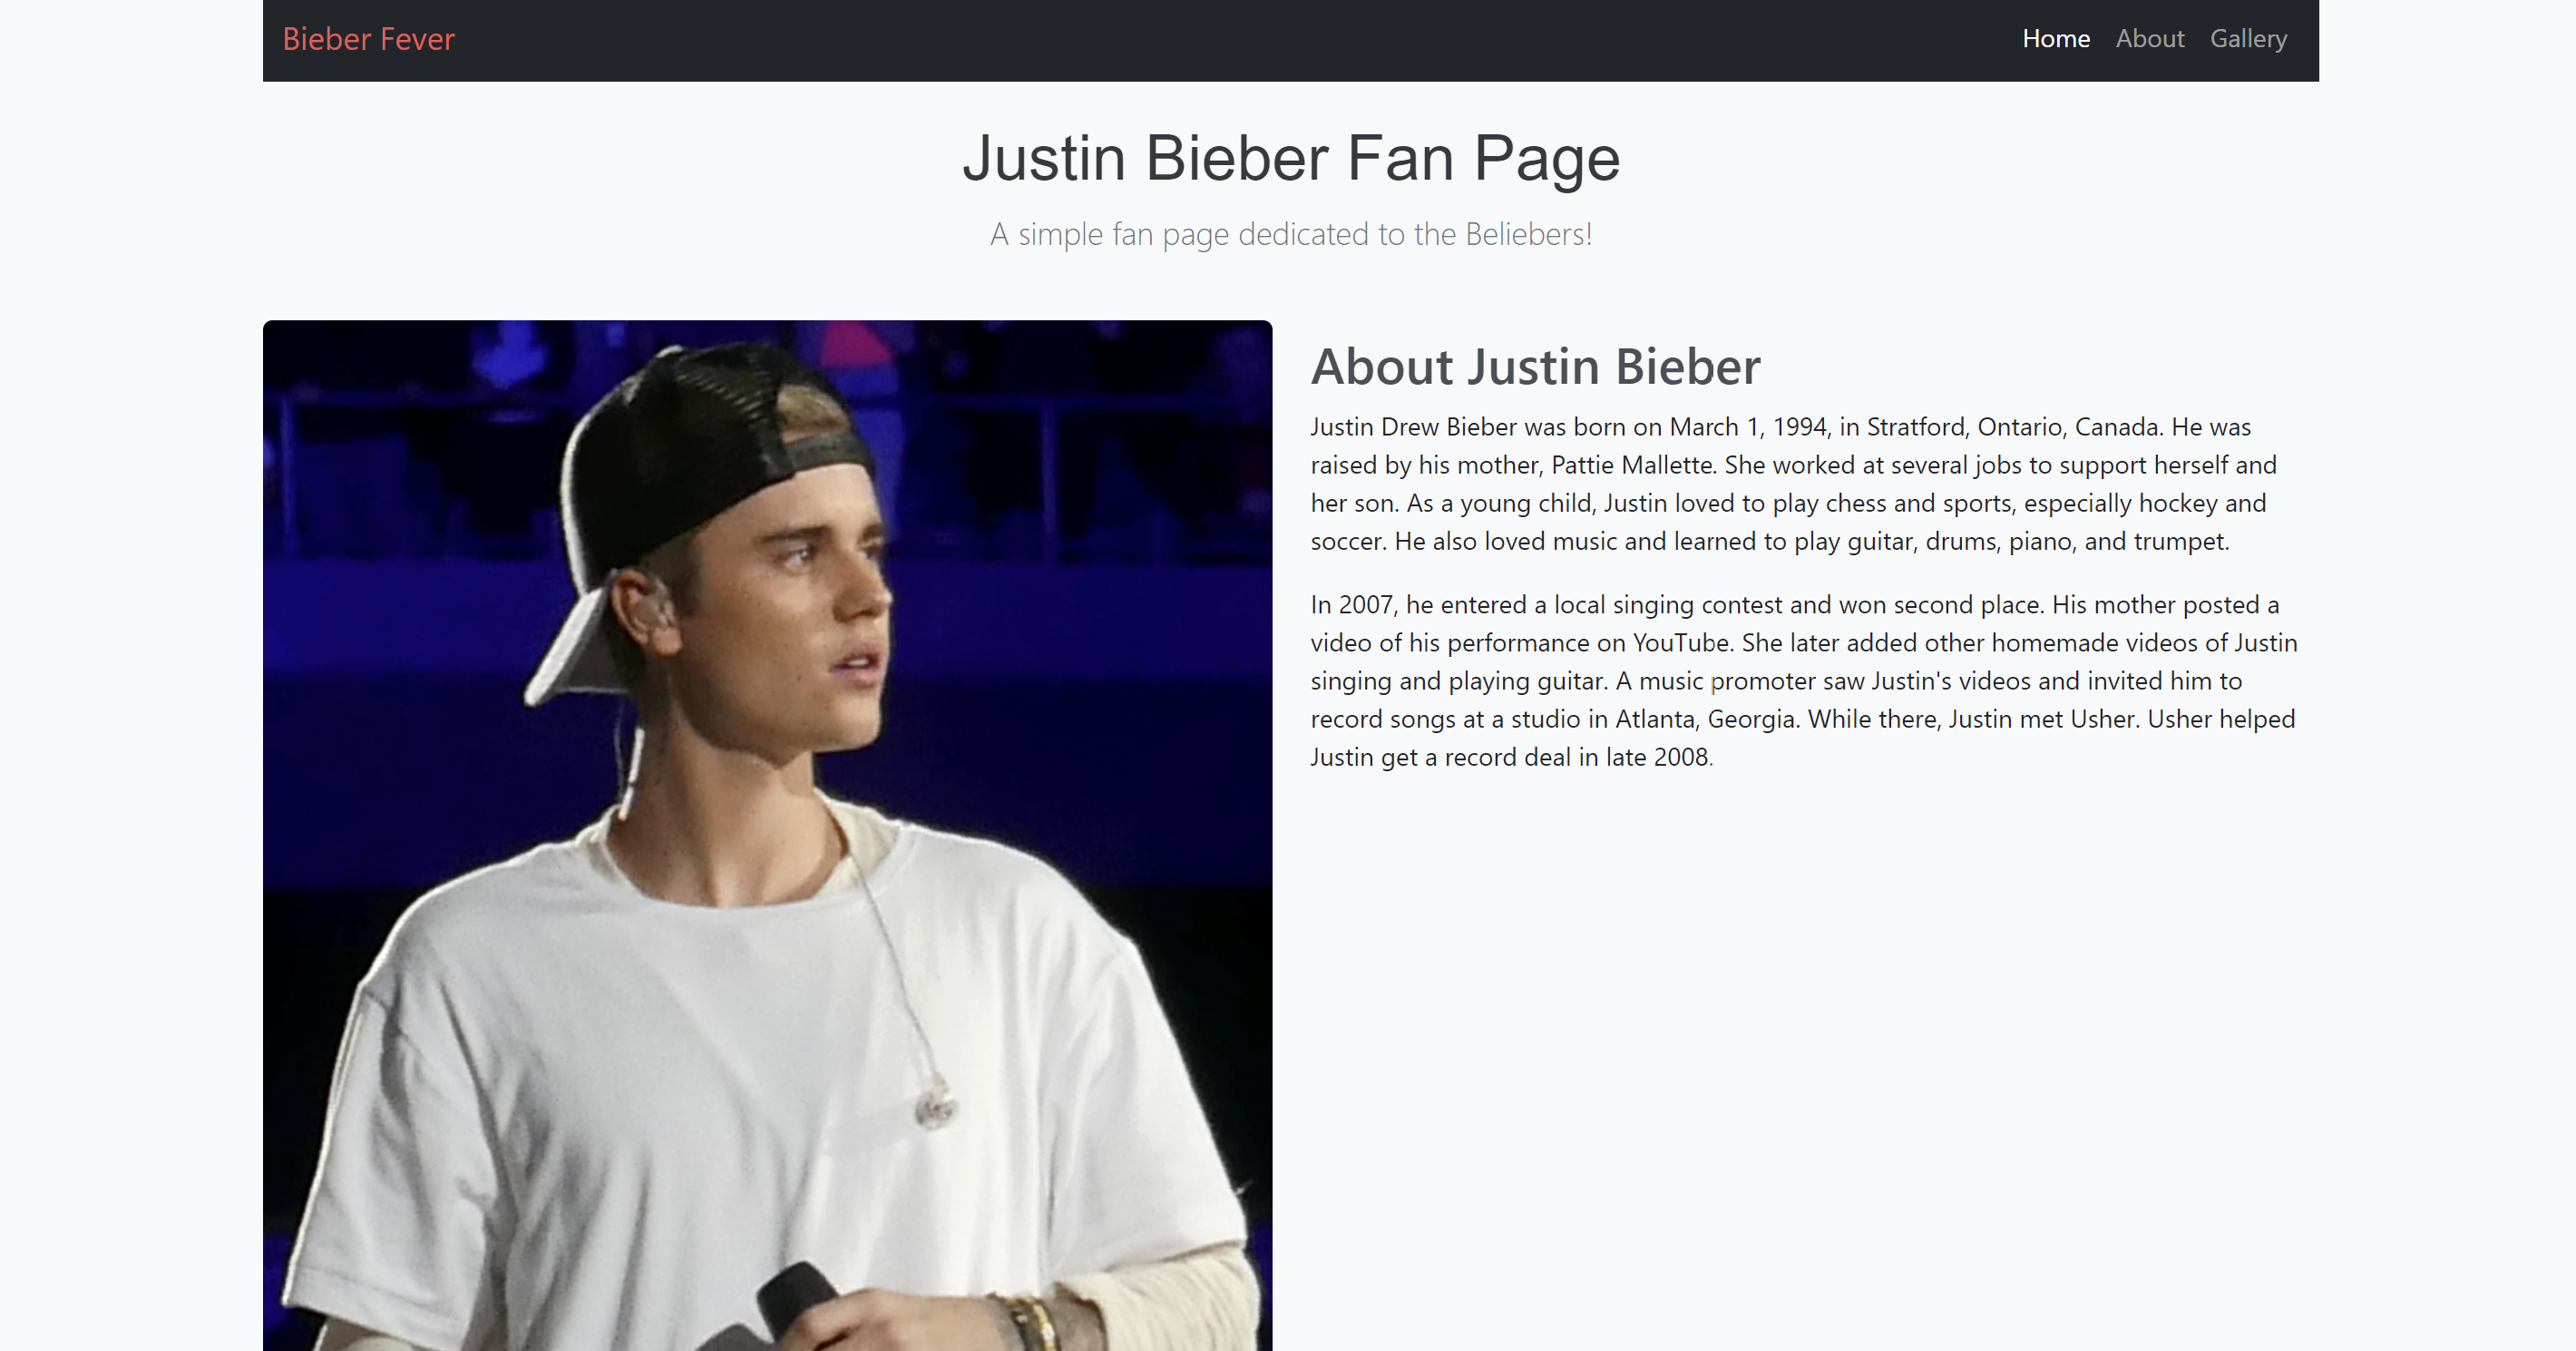 Bieber Fever
Home About Gallery
Justin Bieber Fan Page
A simple fan page dedicated to the Beliebers!
About Justin Bieber
Justin Drew Bieber was born on March 1, 1994, in Stratford, Ontario, Canada. He was
raised by his mother, Pattie Mallette. She worked at several jobs to support herself and
her son. As a young child, Justin loved to play chess and sports, especially hockey and
soccer. He also loved music and learned to play guitar, drums, piano, and trumpet.
In 2007, he entered a local singing contest and won second place. His mother posted a
video of his performance on YouTube. She later added other homemade videos of Justin
singing and playing guitar. A music promoter saw Justin's videos and invited him to
record songs at a studio in Atlanta, Georgia. While there, Justin met Usher. Usher helped
Justin get a record deal in late 2008.